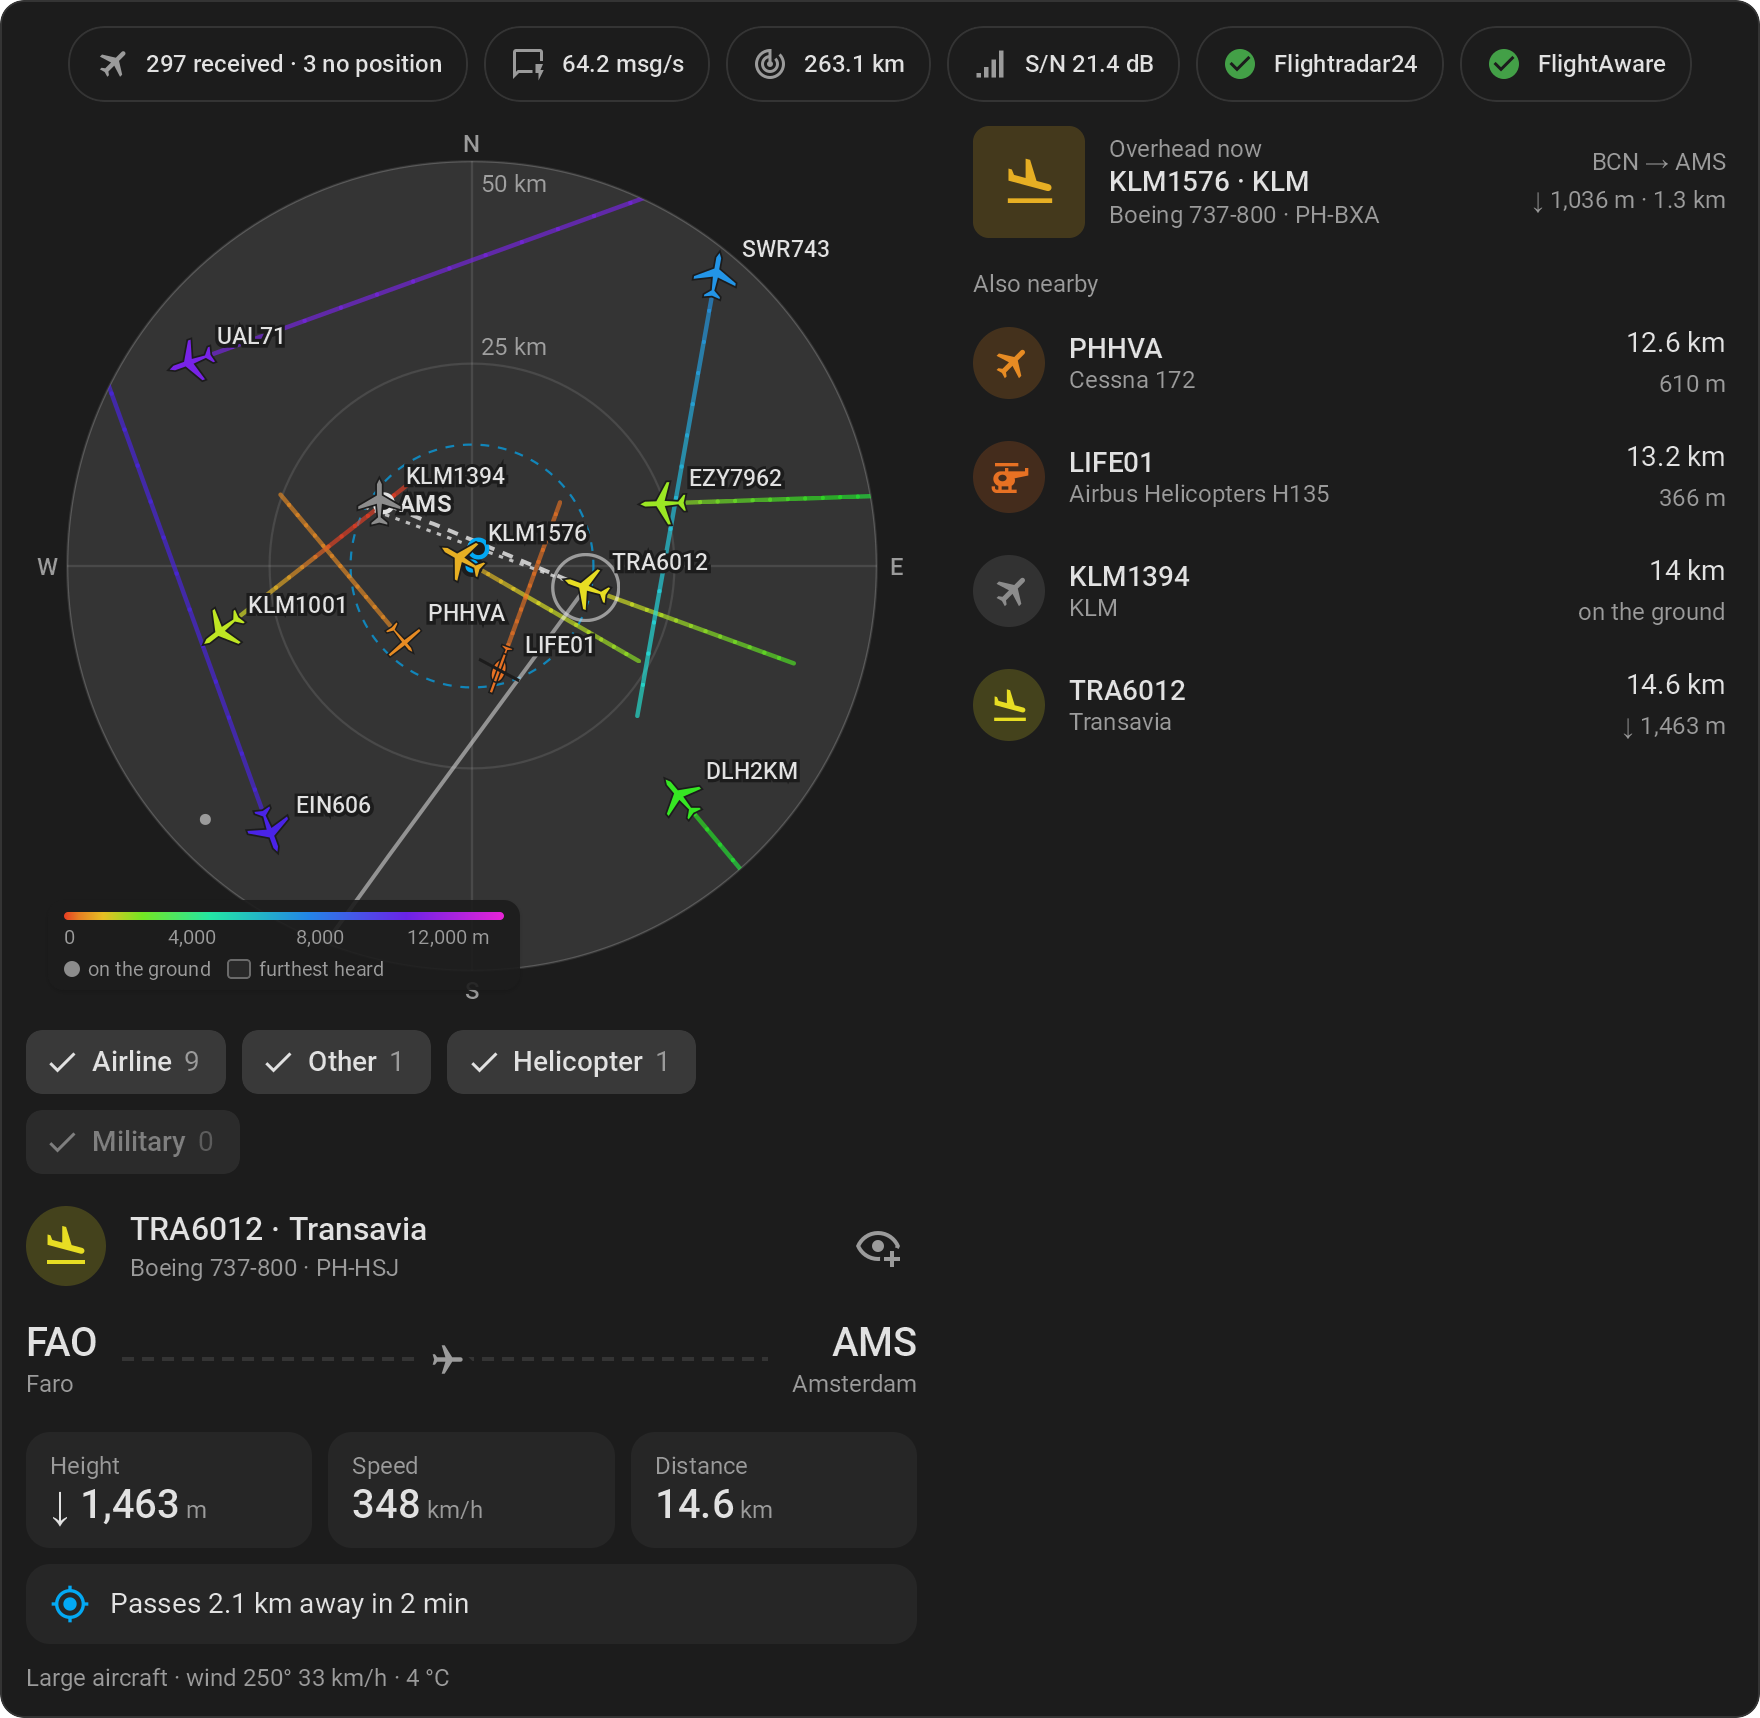 297 received · 3 no position
64.2 msg/s
263.1 km
S/N 21.4 dB
Flightradar24
FlightAware
N
50 km
25 km
W
E
S
SWR743
UAL71
KLM1394
AMS
EZY7962
KLM1576
TRA6012
KLM1001
PHHVA
LIFE01
DLH2KM
EIN606
0 4,000 8,000 12,000 m
on the ground furthest heard
Overhead now
KLM1576 · KLM
Boeing 737-800 · PH-BXA
BCN → AMS
↓ 1,036 m · 1.3 km
Also nearby
PHHVA
Cessna 172
12.6 km
610 m
LIFE01
Airbus Helicopters H135
13.2 km
366 m
KLM1394
KLM
14 km
on the ground
TRA6012
Transavia
14.6 km
↓ 1,463 m
Airline 9
Other 1
Helicopter 1
Military 0
TRA6012 · Transavia
Boeing 737-800 · PH-HSJ
FAO
Faro
AMS
Amsterdam
Height
↓ 1,463 m
Speed
348 km/h
Distance
14.6 km
Passes 2.1 km away in 2 min
Large aircraft · wind 250° 33 km/h · 4 °C